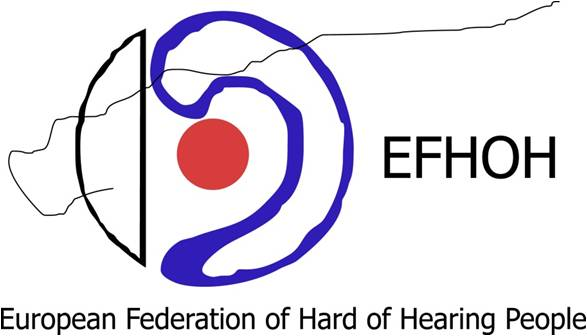 EFHOH
European Federation of Hard of Hearing People